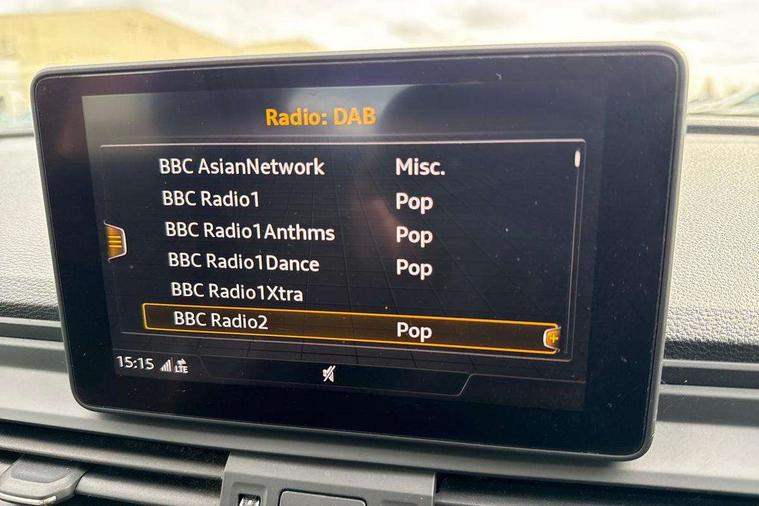 Radio: DAB
BBC AsianNetwork Misc.
BBC Radio1 Pop
BBC Radio1Anthms Pop
BBC Radio1Dance Pop
BBC Radio1Xtra
BBC Radio2 Pop
15:15 LTE